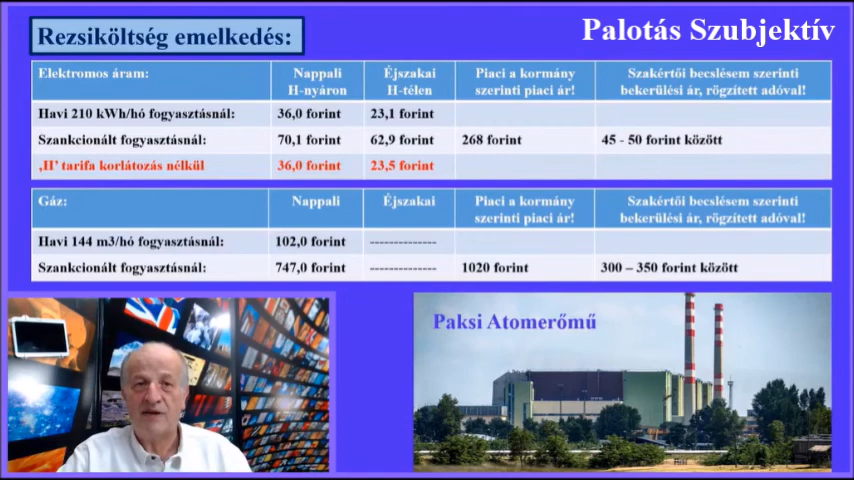 Rezsiköltség emelkedés:
Palotás Szubjektív
Elektromos áram:
Nappali
H-nyáron
Éjszakai
H-télen
Piaci a kormány
szerinti piaci ár!
Szakértői becslésem szerinti
bekerülési ár, rögzített adóval!
Havi 210 kWh/hó fogyasztásnál:
36,0 forint
23,1 forint
Szankcionált fogyasztásnál:
70,1 forint
62,9 forint
268 forint
45 - 50 forint között
‚H’ tarifa korlátozás nélkül
36,0 forint
23,5 forint
Gáz:
Nappali
Éjszakai
Piaci a kormány
szerinti piaci ár!
Szakértői becslésem szerinti
bekerülési ár, rögzített adóval!
Havi 144 m3/hó fogyasztásnál:
102,0 forint
--------------
Szankcionált fogyasztásnál:
747,0 forint
--------------
1020 forint
300 – 350 forint között
Paksi Atomerőmű